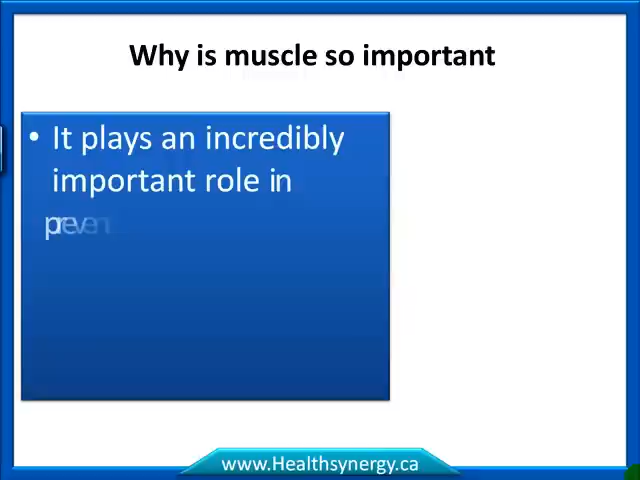 Why is muscle so important
• It plays an incredibly
important role in
www.Healthsynergy.ca